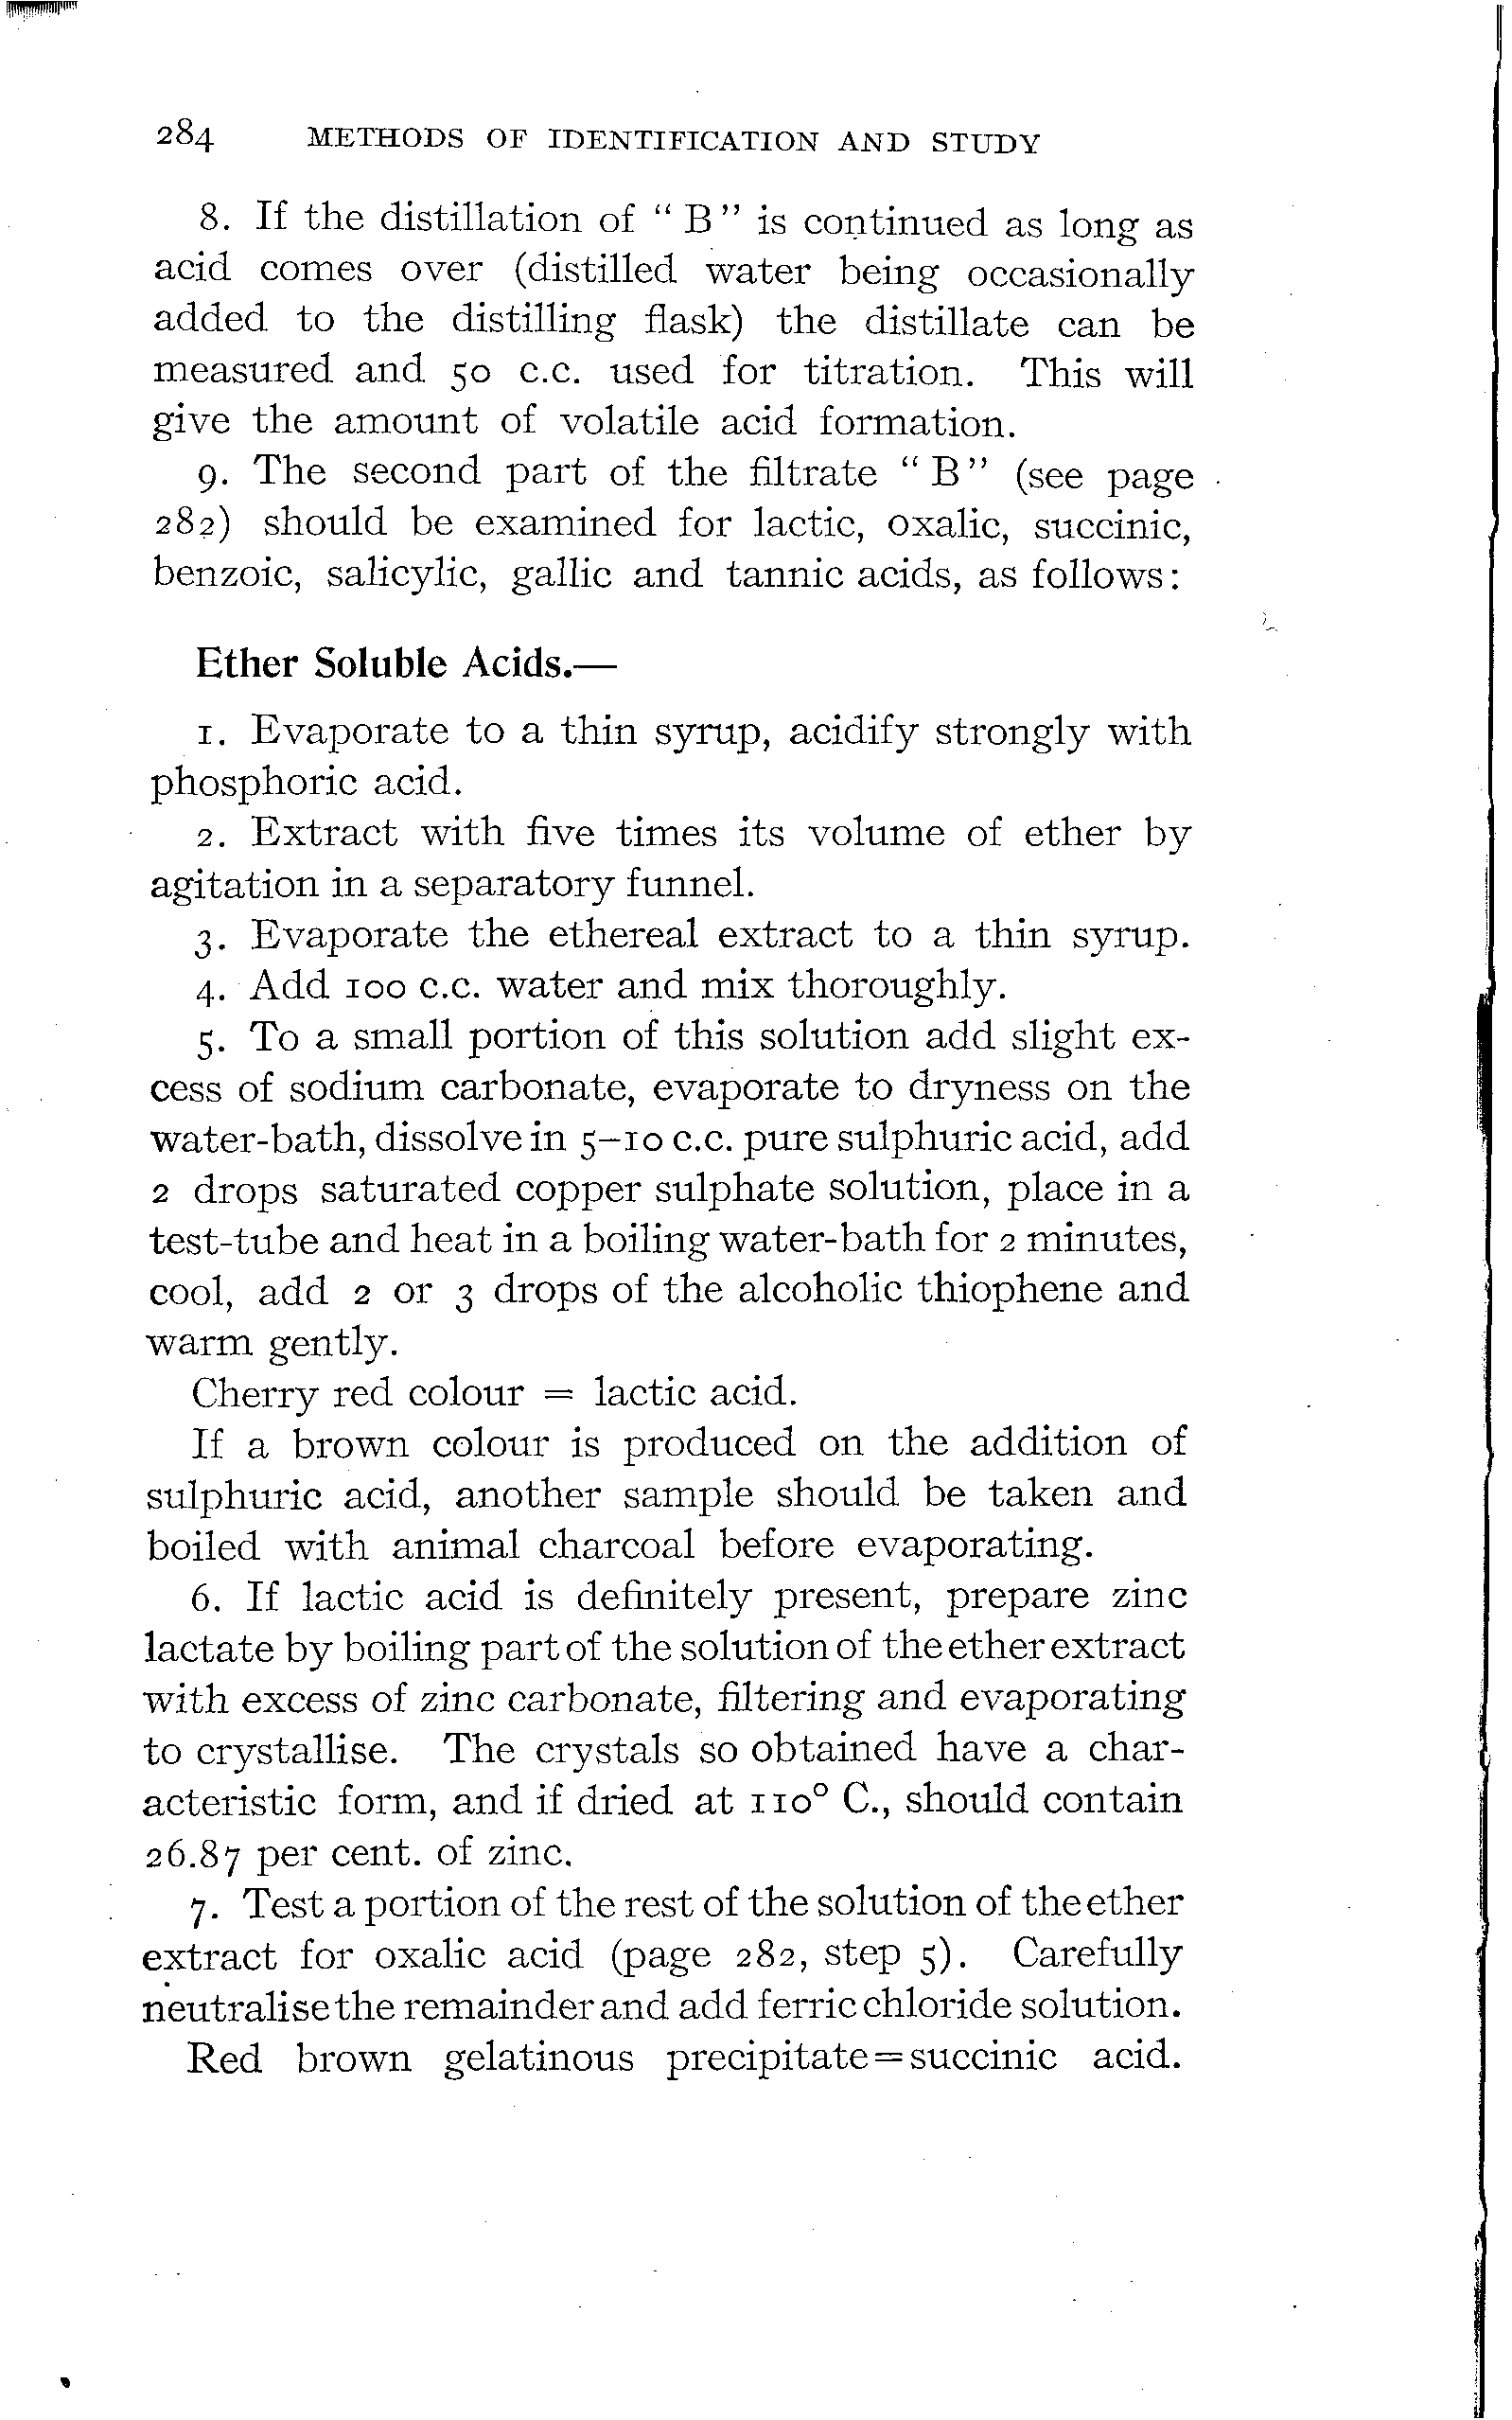 284 METHODS OF IDENTIFICATION AND STUDY
8. If the distillation of “ B ” is continued as long as
acid comes over (distilled water being occasionally
added to the distilling flask) the distillate can be
measured and 50 c.c. used for titration. This will
give the amount of volatile acid formation.
9. The second part of the filtrate “ B ” (see page
282) should be examined for lactic, oxalic, succinic,
benzoic, salicylic, gallic and tannic acids, as follows:
Ether Soluble Acids.—
1. Evaporate to a thin syrup, acidify strongly with
phosphoric acid.
2. Extract with five times its volume of ether by
agitation in a separatory funnel.
3. Evaporate the ethereal extract to a thin syrup.
4. Add 100 c.c. water and mix thoroughly.
5. To a small portion of this solution add slight ex-
cess of sodium carbonate, evaporate to dryness on the
water-bath, dissolve in 5–10 c.c. pure sulphuric acid, add
2 drops saturated copper sulphate solution, place in a
test-tube and heat in a boiling water-bath for 2 minutes,
cool, add 2 or 3 drops of the alcoholic thiophene and
warm gently.
Cherry red colour = lactic acid.
If a brown colour is produced on the addition of
sulphuric acid, another sample should be taken and
boiled with animal charcoal before evaporating.
6. If lactic acid is definitely present, prepare zinc
lactate by boiling part of the solution of the ether extract
with excess of zinc carbonate, filtering and evaporating
to crystallise. The crystals so obtained have a char-
acteristic form, and if dried at 110° C., should contain
26.87 per cent. of zinc.
7. Test a portion of the rest of the solution of the ether
extract for oxalic acid (page 282, step 5). Carefully
neutralise the remainder and add ferric chloride solution.
Red brown gelatinous precipitate=succinic acid.